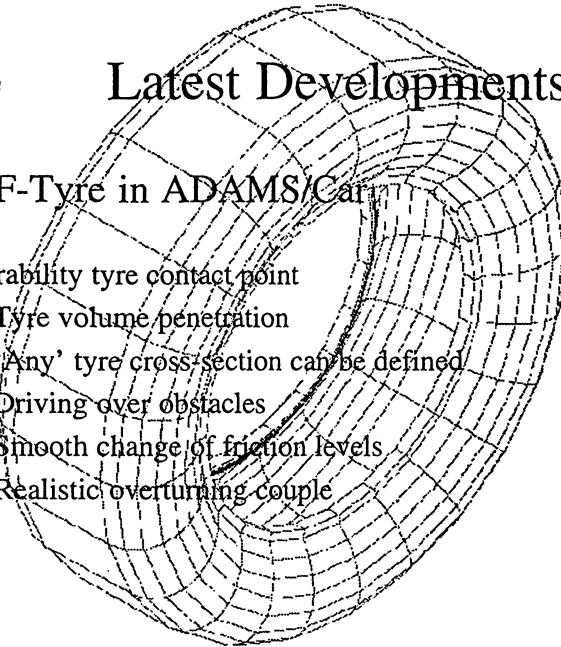 Latest Developments
F-Tyre in ADAMS/Car
rability tyre contact point
Tyre volume penetration
Any' tyre cross-section can be defined
Driving over obstacles
Smooth change of friction levels
Realistic overturning couple